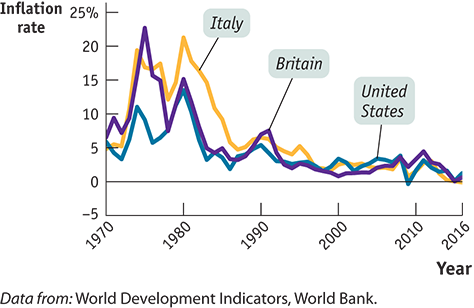 Inflation
rate
25%
20
15
10
5
0
–5
Italy
Britain
United
States
1970
1980
1990
2000
2010
2016
Year
Data from: World Development Indicators, World Bank.